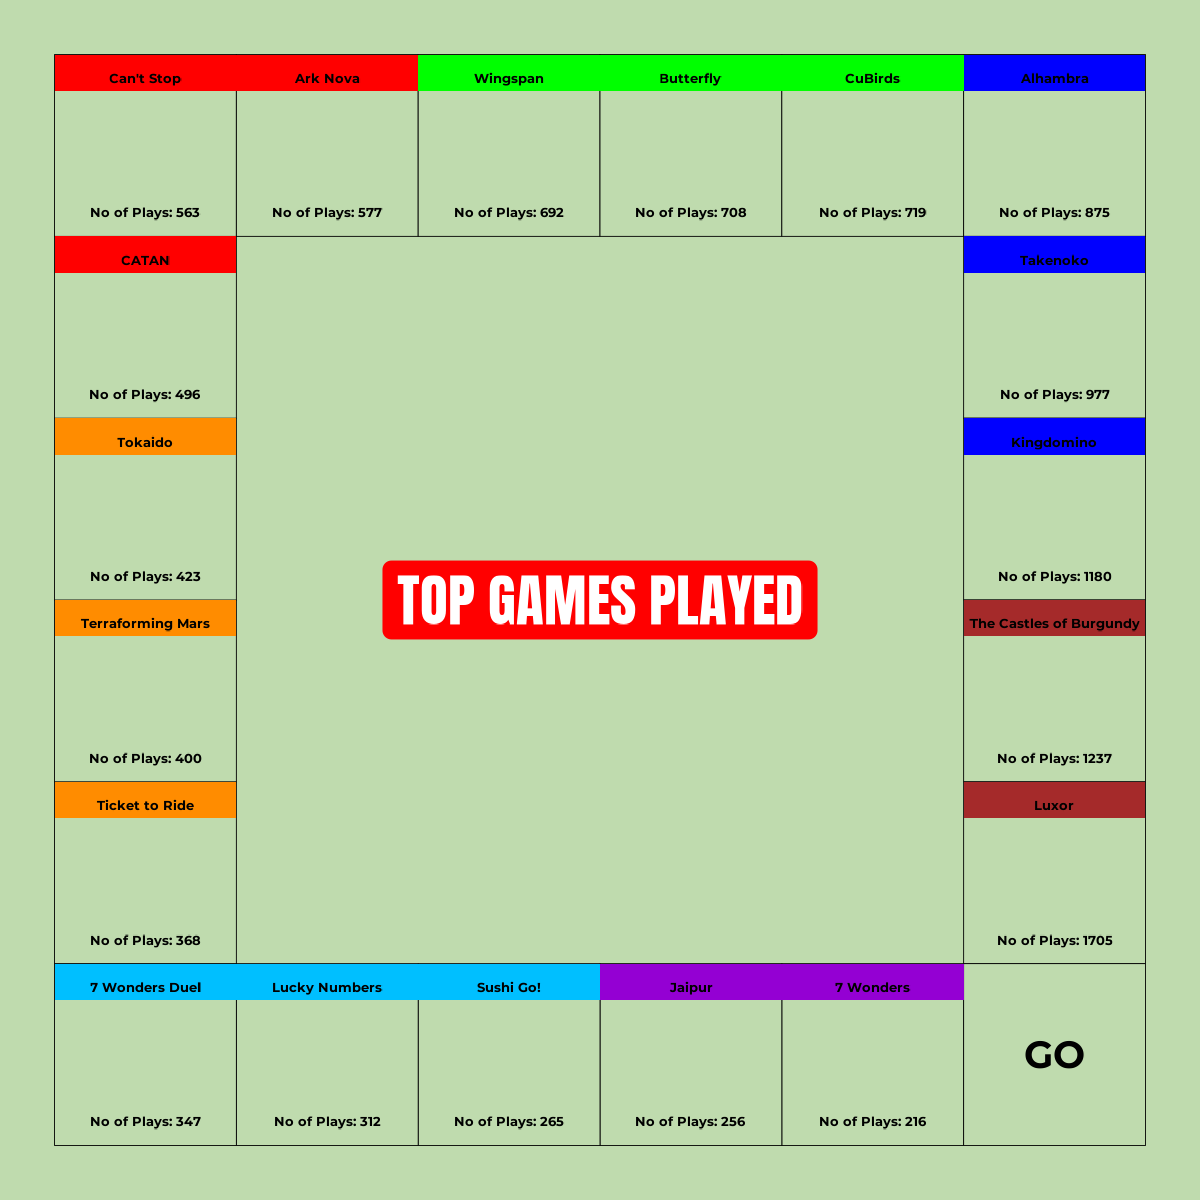 Can't Stop
Ark Nova
Wingspan
Butterfly
CuBirds
Alhambra
No of Plays: 563
No of Plays: 577
No of Plays: 692
No of Plays: 708
No of Plays: 719
No of Plays: 875
CATAN
Takenoko
No of Plays: 496
No of Plays: 977
Tokaido
Kingdomino
No of Plays: 423
No of Plays: 1180
TOP GAMES PLAYED
Terraforming Mars
The Castles of Burgundy
No of Plays: 400
No of Plays: 1237
Ticket to Ride
Luxor
No of Plays: 368
No of Plays: 1705
7 Wonders Duel
Lucky Numbers
Sushi Go!
Jaipur
7 Wonders
GO
No of Plays: 347
No of Plays: 312
No of Plays: 265
No of Plays: 256
No of Plays: 216